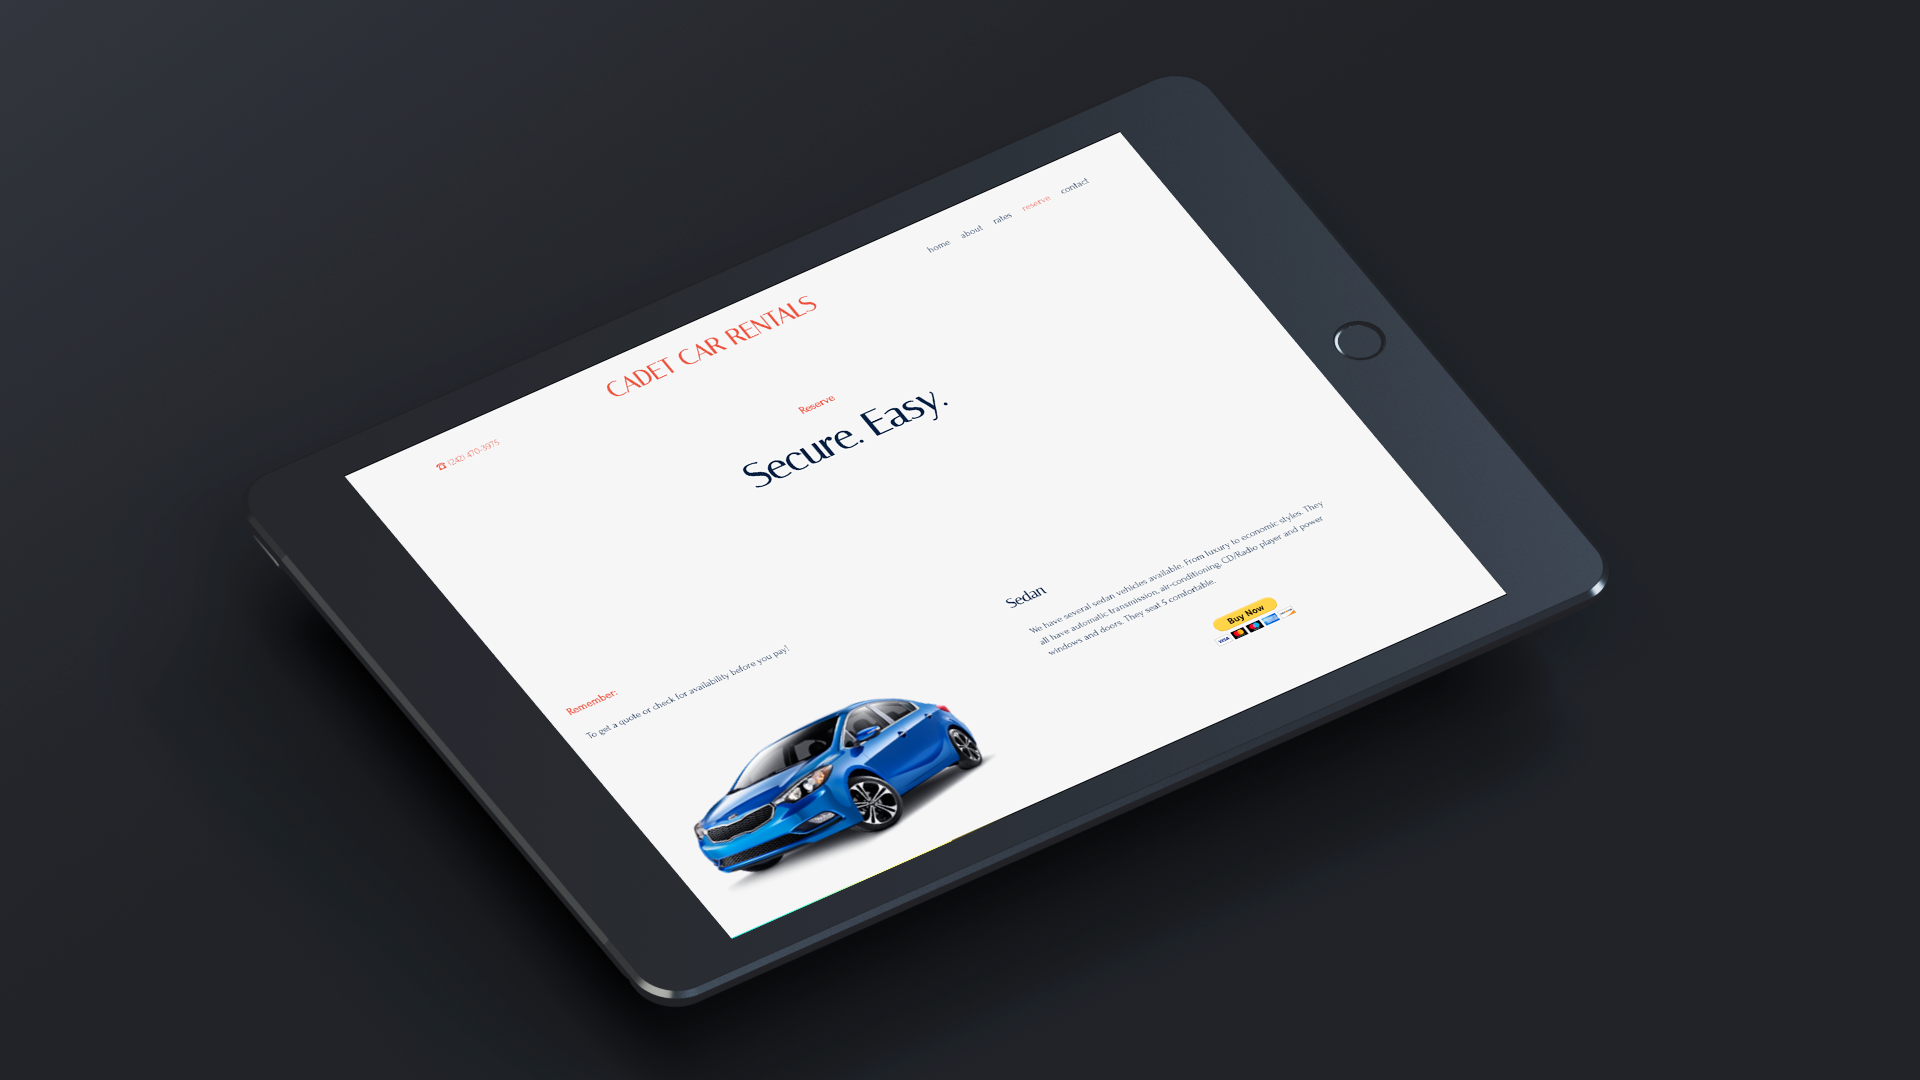 home about rates reserve contact
CADET CAR RENTALS
☎ (242) 470-3975
Reserve
Secure. Easy.
Remember:
To get a quote or check for availability before you pay!
Sedan
We have several sedan vehicles available. From luxury to economic styles. They
all have automatic transmission, air-conditioning, CD/Radio player and power
windows and doors. They seat 5 comfortable.
Buy Now
VISA